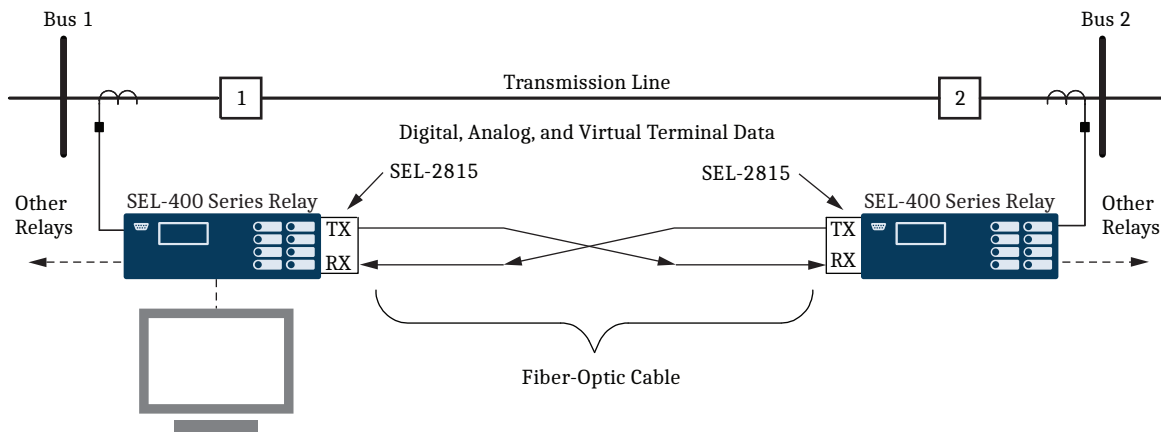 Bus 1
Bus 2
Transmission Line
1
2
Digital, Analog, and Virtual Terminal Data
SEL-2815
SEL-2815
Other
Relays
SEL-400 Series Relay
SEL-400 Series Relay
Other
Relays
TX
RX
TX
RX
Fiber-Optic Cable